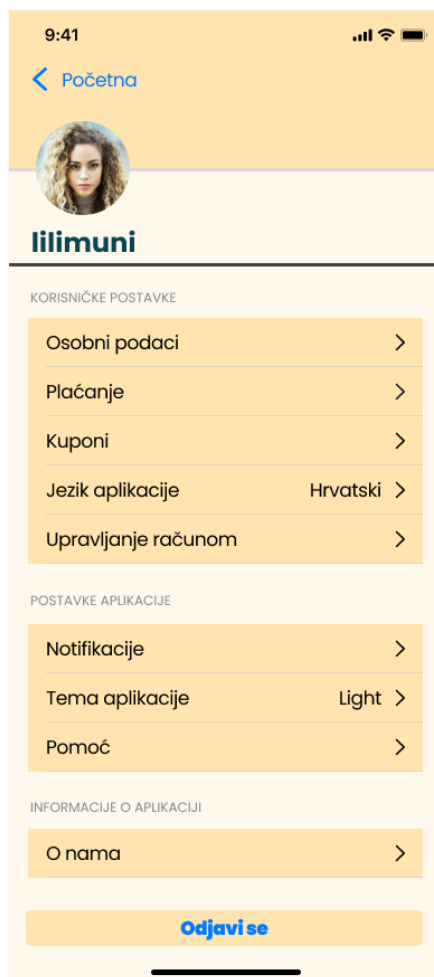 9:41
Početna
lilimuni
KORISNIČKE POSTAVKE
Osobni podaci
Plaćanje
Kuponi
Jezik aplikacije Hrvatski
Upravljanje računom
POSTAVKE APLIKACIJE
Notifikacije
Tema aplikacije Light
Pomoć
INFORMACIJE O APLIKACIJI
O nama
Odjavi se